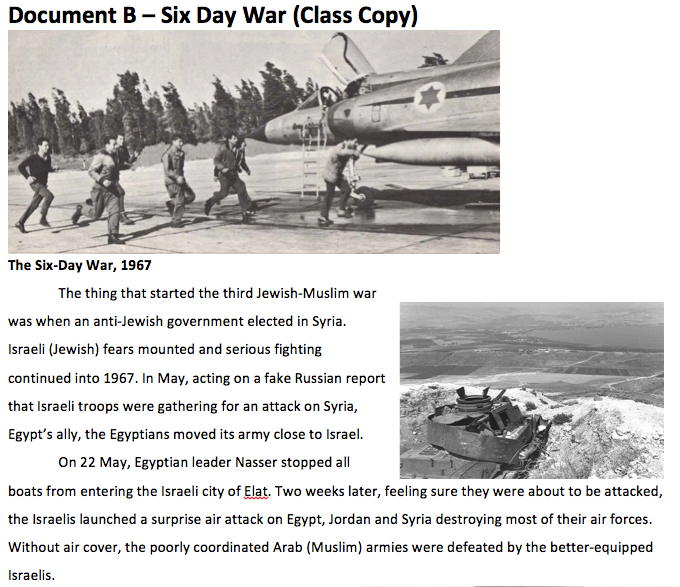 Document B – Six Day War (Class Copy)
The Six-Day War, 1967
The thing that started the third Jewish-Muslim war
was when an anti-Jewish government elected in Syria.
Israeli (Jewish) fears mounted and serious fighting
continued into 1967. In May, acting on a fake Russian report
that Israeli troops were gathering for an attack on Syria,
Egypt’s ally, the Egyptians moved its army close to Israel.
On 22 May, Egyptian leader Nasser stopped all
boats from entering the Israeli city of Elat. Two weeks later, feeling sure they were about to be attacked,
the Israelis launched a surprise air attack on Egypt, Jordan and Syria destroying most of their air forces.
Without air cover, the poorly coordinated Arab (Muslim) armies were defeated by the better-equipped
Israelis.